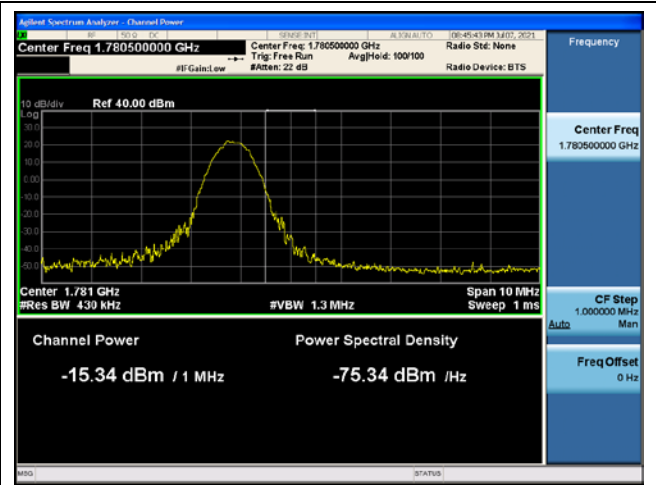 Agilent Spectrum Analyzer - Channel Power
RF 50 Ω DC SENSE:INT ALIGN AUTO 08:45:43 PM Jul 07, 2021
Center Freq 1.780500000 GHz
Center Freq: 1.780500000 GHz
Radio Std: None
Trig: Free Run Avg|Hold: 100/100
#IFGain:Low
#Atten: 22 dB
Radio Device: BTS
Frequency
10 dB/div Ref 40.00 dBm
Log
30.0
20.0
10.0
0.00
-10.0
-20.0
-30.0
-40.0
-50.0
Center Freq
1.780500000 GHz
Center 1.781 GHz
Span 10 MHz
#Res BW 430 kHz
#VBW 1.3 MHz
Sweep 1 ms
CF Step
1.000000 MHz
Auto Man
Channel Power
Power Spectral Density
-15.34 dBm / 1 MHz
-75.34 dBm /Hz
Freq Offset
0 Hz
MSG
STATUS